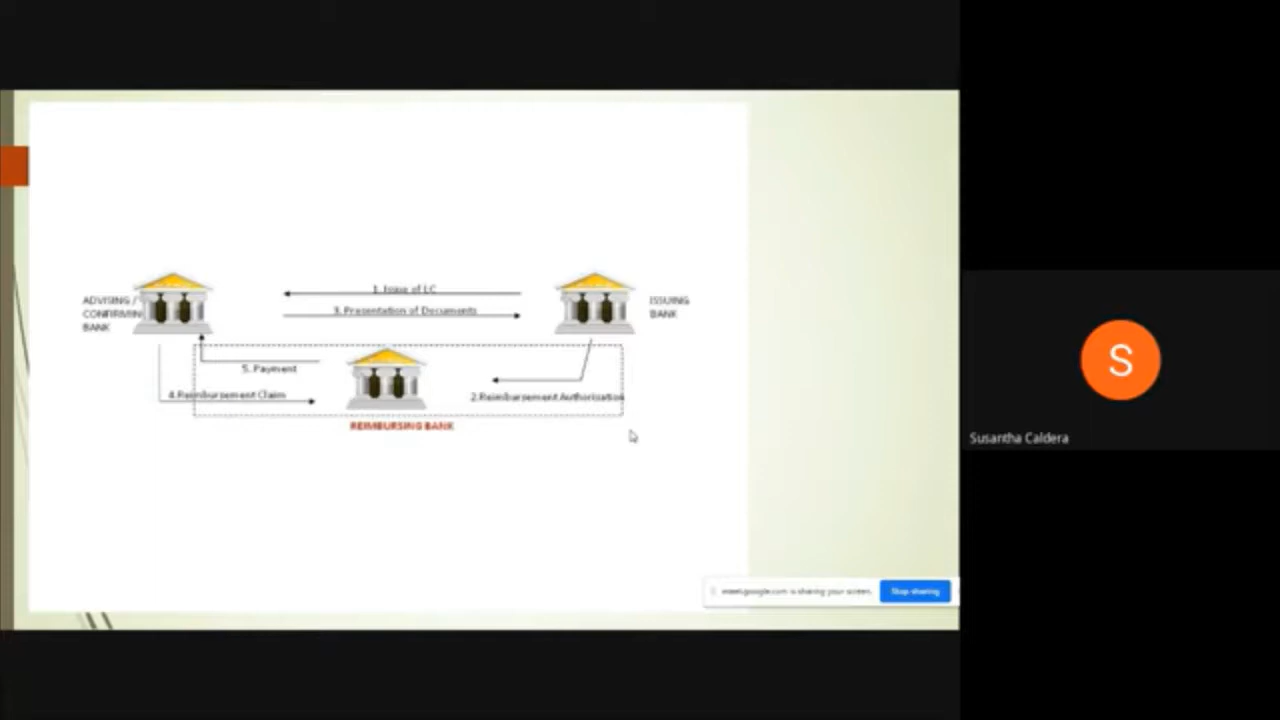 1. Issue of LC
ADVISING /
CONFIRMIN
BANK
ISSUING
BANK
3. Presentation of Documents
5. Payment
4.Reimbursement Claim
2.Reimbursement Authorisation
REIMBURSING BANK
Susantha Caldera
S
meet.google.com is sharing your screen.
Stop sharing